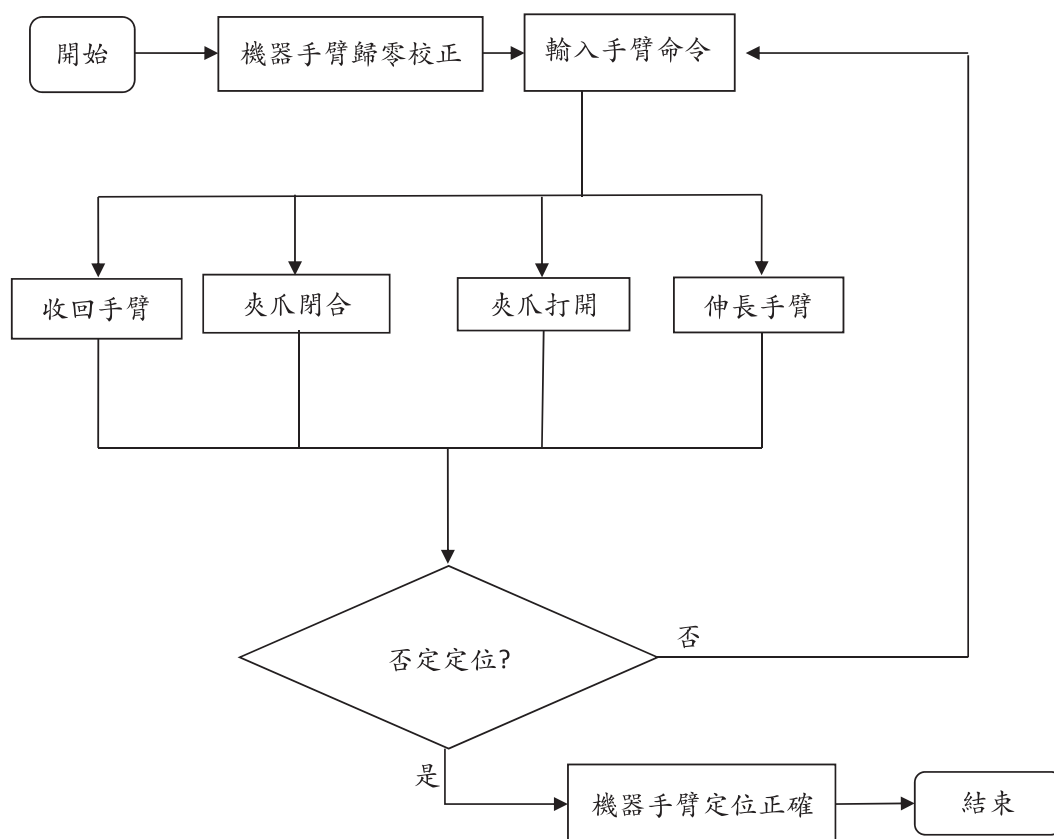 開始
機器手臂歸零校正
輸入手臂命令
收回手臂
夾爪閉合
夾爪打開
伸長手臂
否定定位?
否
是
機器手臂定位正確
結束